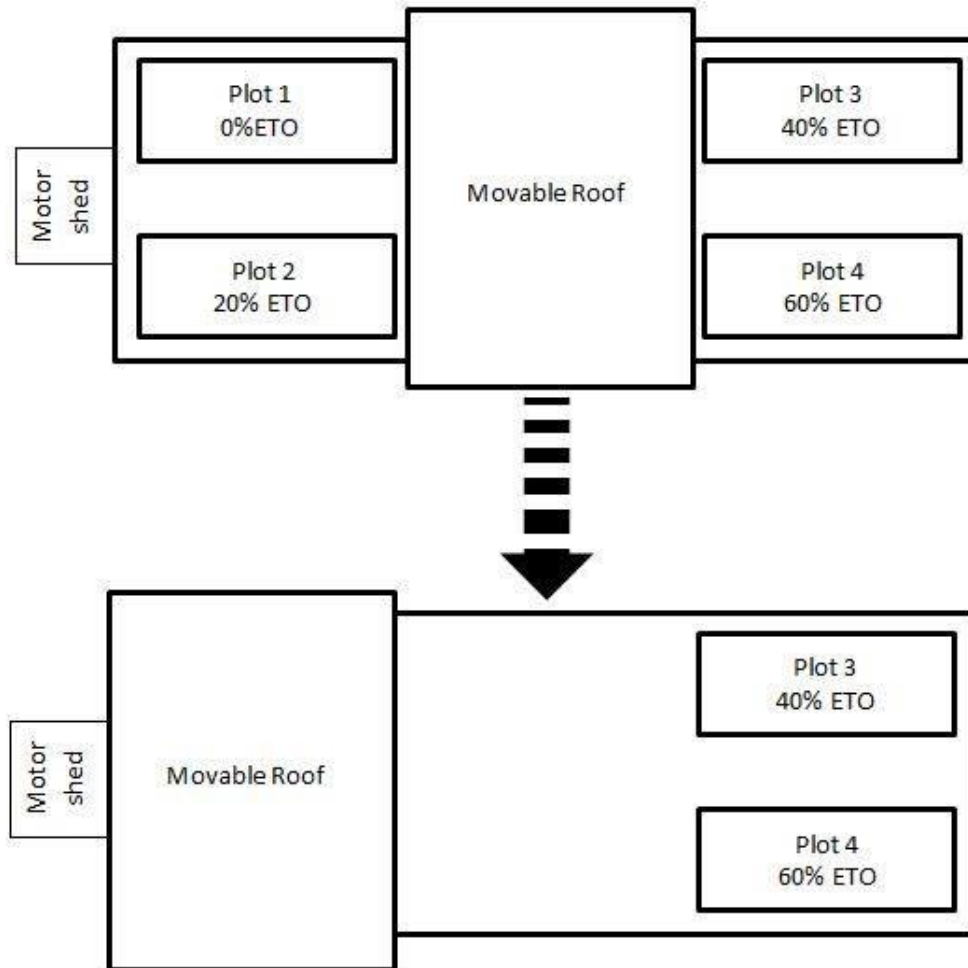 Plot 1
0%ETO
Movable Roof
Plot 3
40% ETO
Motor
shed
Plot 2
20% ETO
Plot 4
60% ETO
Plot 3
40% ETO
Motor
shed
Movable Roof
Plot 4
60% ETO